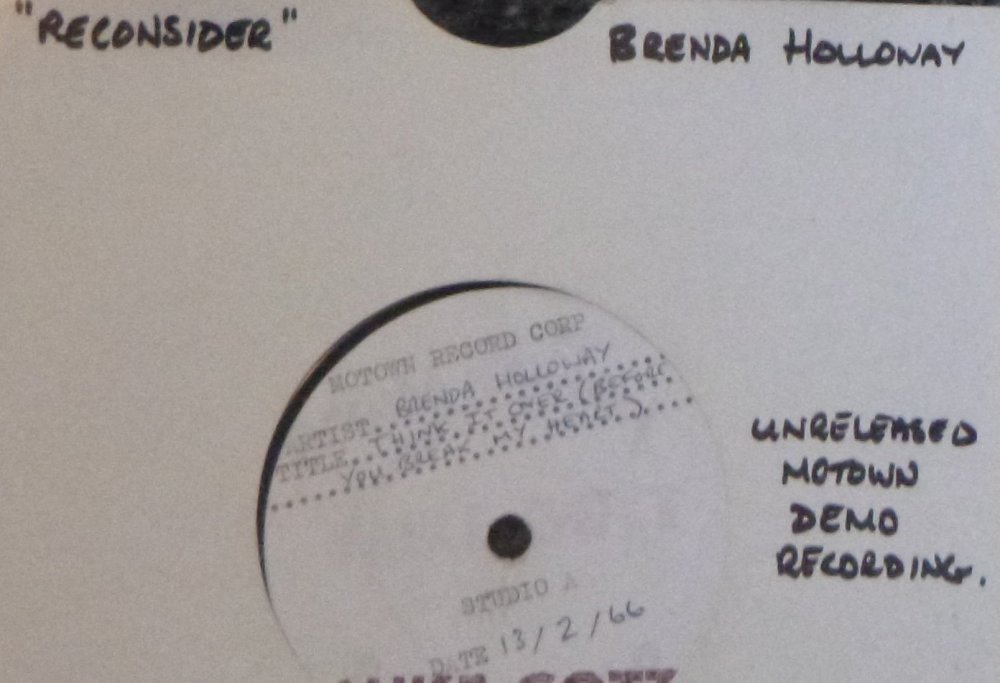 "RECONSIDER"
BRENDA HOLLOWAY
MOTOWN RECORD CORP
ARTIST BRENDA HOLLOWAY
TITLE THINK IT OVER (BEFORE
YOU BREAK MY HEART)
STUDIO A
DATE 13/2/66
UNRELEASED
MOTOWN
DEMO
RECORDING.